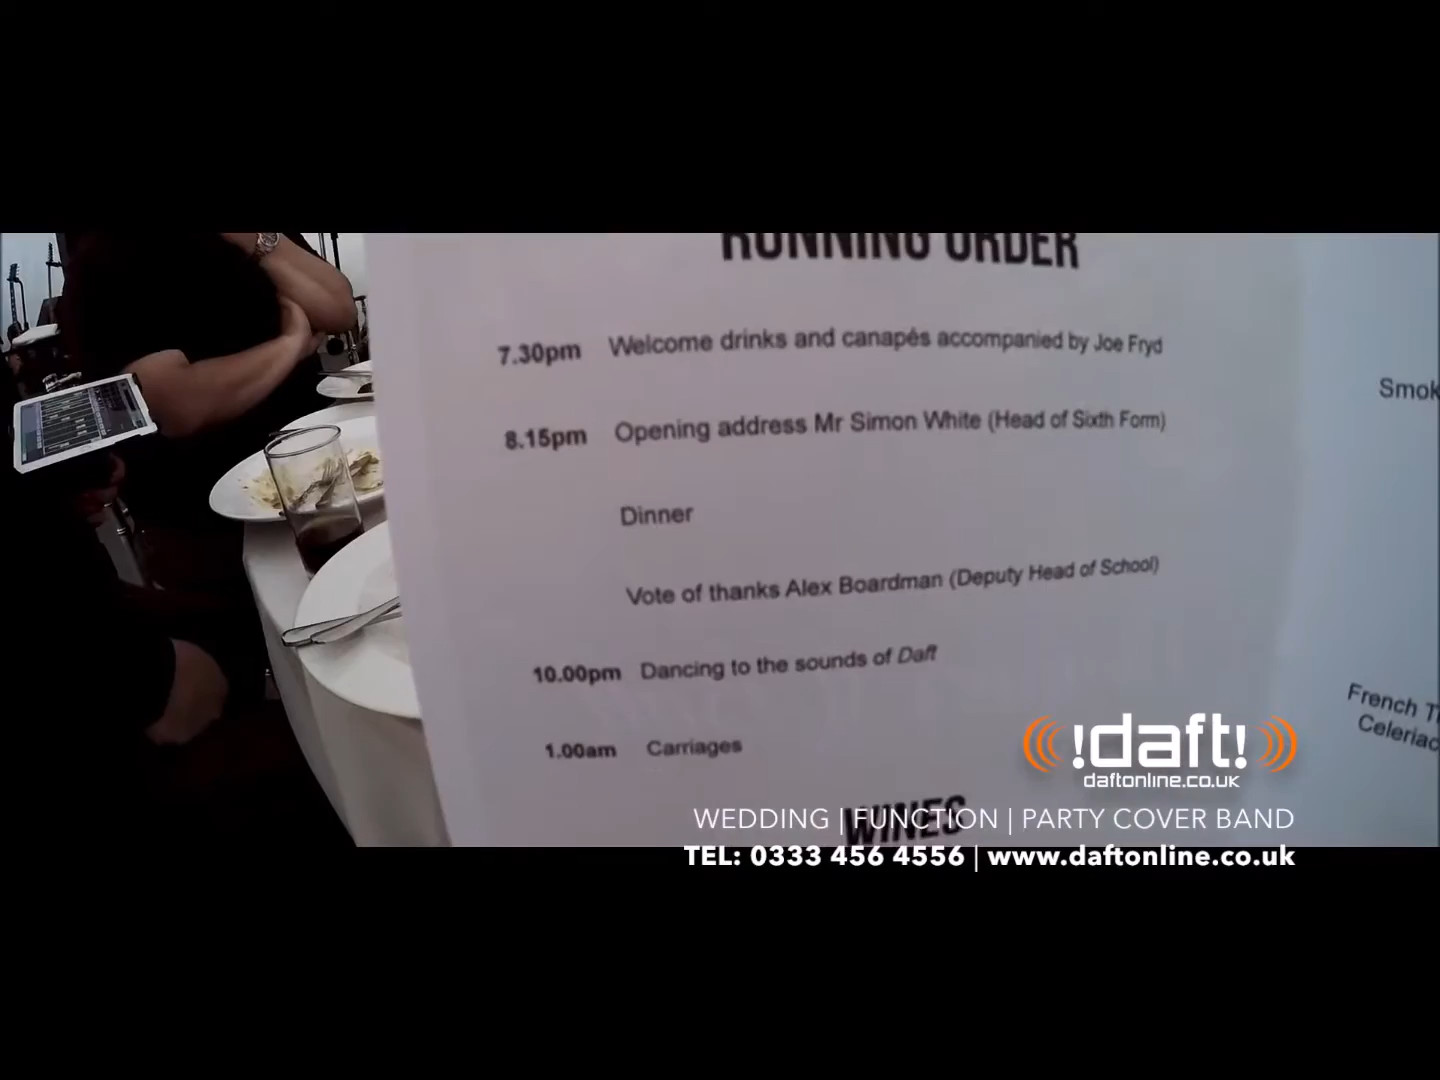 RUNNING ORDER
7.30pm Welcome drinks and canapés accompanied by Joe Fryd
8.15pm Opening address Mr Simon White (Head of Sixth Form)
Dinner
Vote of thanks Alex Boardman (Deputy Head of School)
10.00pm Dancing to the sounds of Daft
1.00am Carriages
WINES
French
Celeriac
!daft!
daftonline.co.uk
WEDDING | FUNCTION | PARTY COVER BAND
TEL: 0333 456 4556 | www.daftonline.co.uk